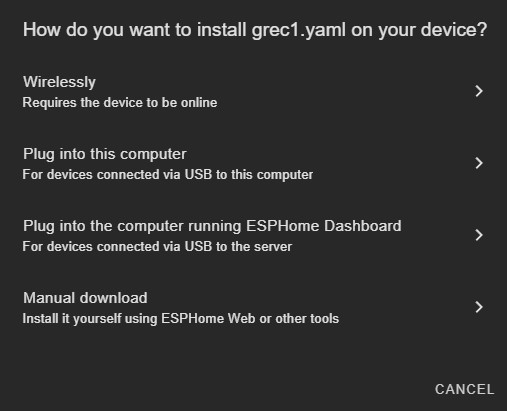 How do you want to install grec1.yaml on your device?
Wirelessly
Requires the device to be online
Plug into this computer
For devices connected via USB to this computer
Plug into the computer running ESPHome Dashboard
For devices connected via USB to the server
Manual download
Install it yourself using ESPHome Web or other tools
CANCEL